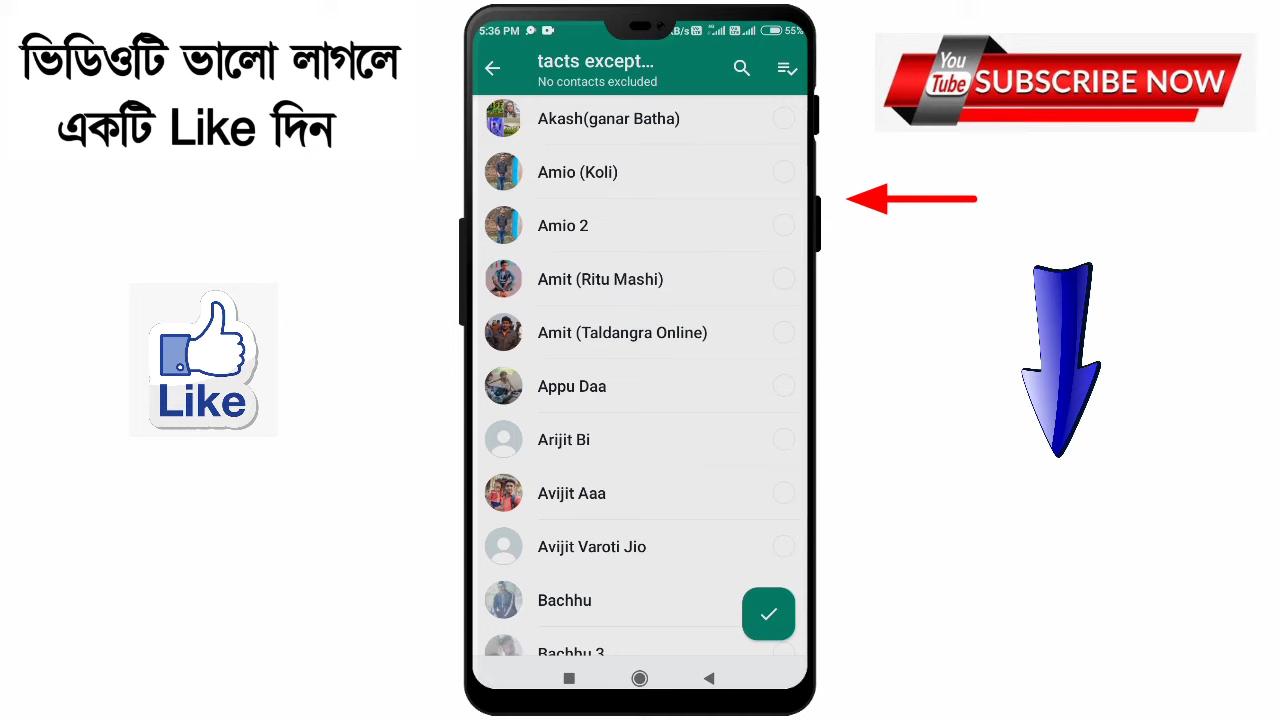 ভিডিওটি ভালো লাগলে
একটি Like দিন
Like
5:36 PM
KB/s
4G
55%
tacts except...
No contacts excluded
Akash(ganar Batha)
Amio (Koli)
Amio 2
Amit (Ritu Mashi)
Amit (Taldangra Online)
Appu Daa
Arijit Bi
Avijit Aaa
Avijit Varoti Jio
Bachhu
Bachhu 3
You
Tube
SUBSCRIBE NOW